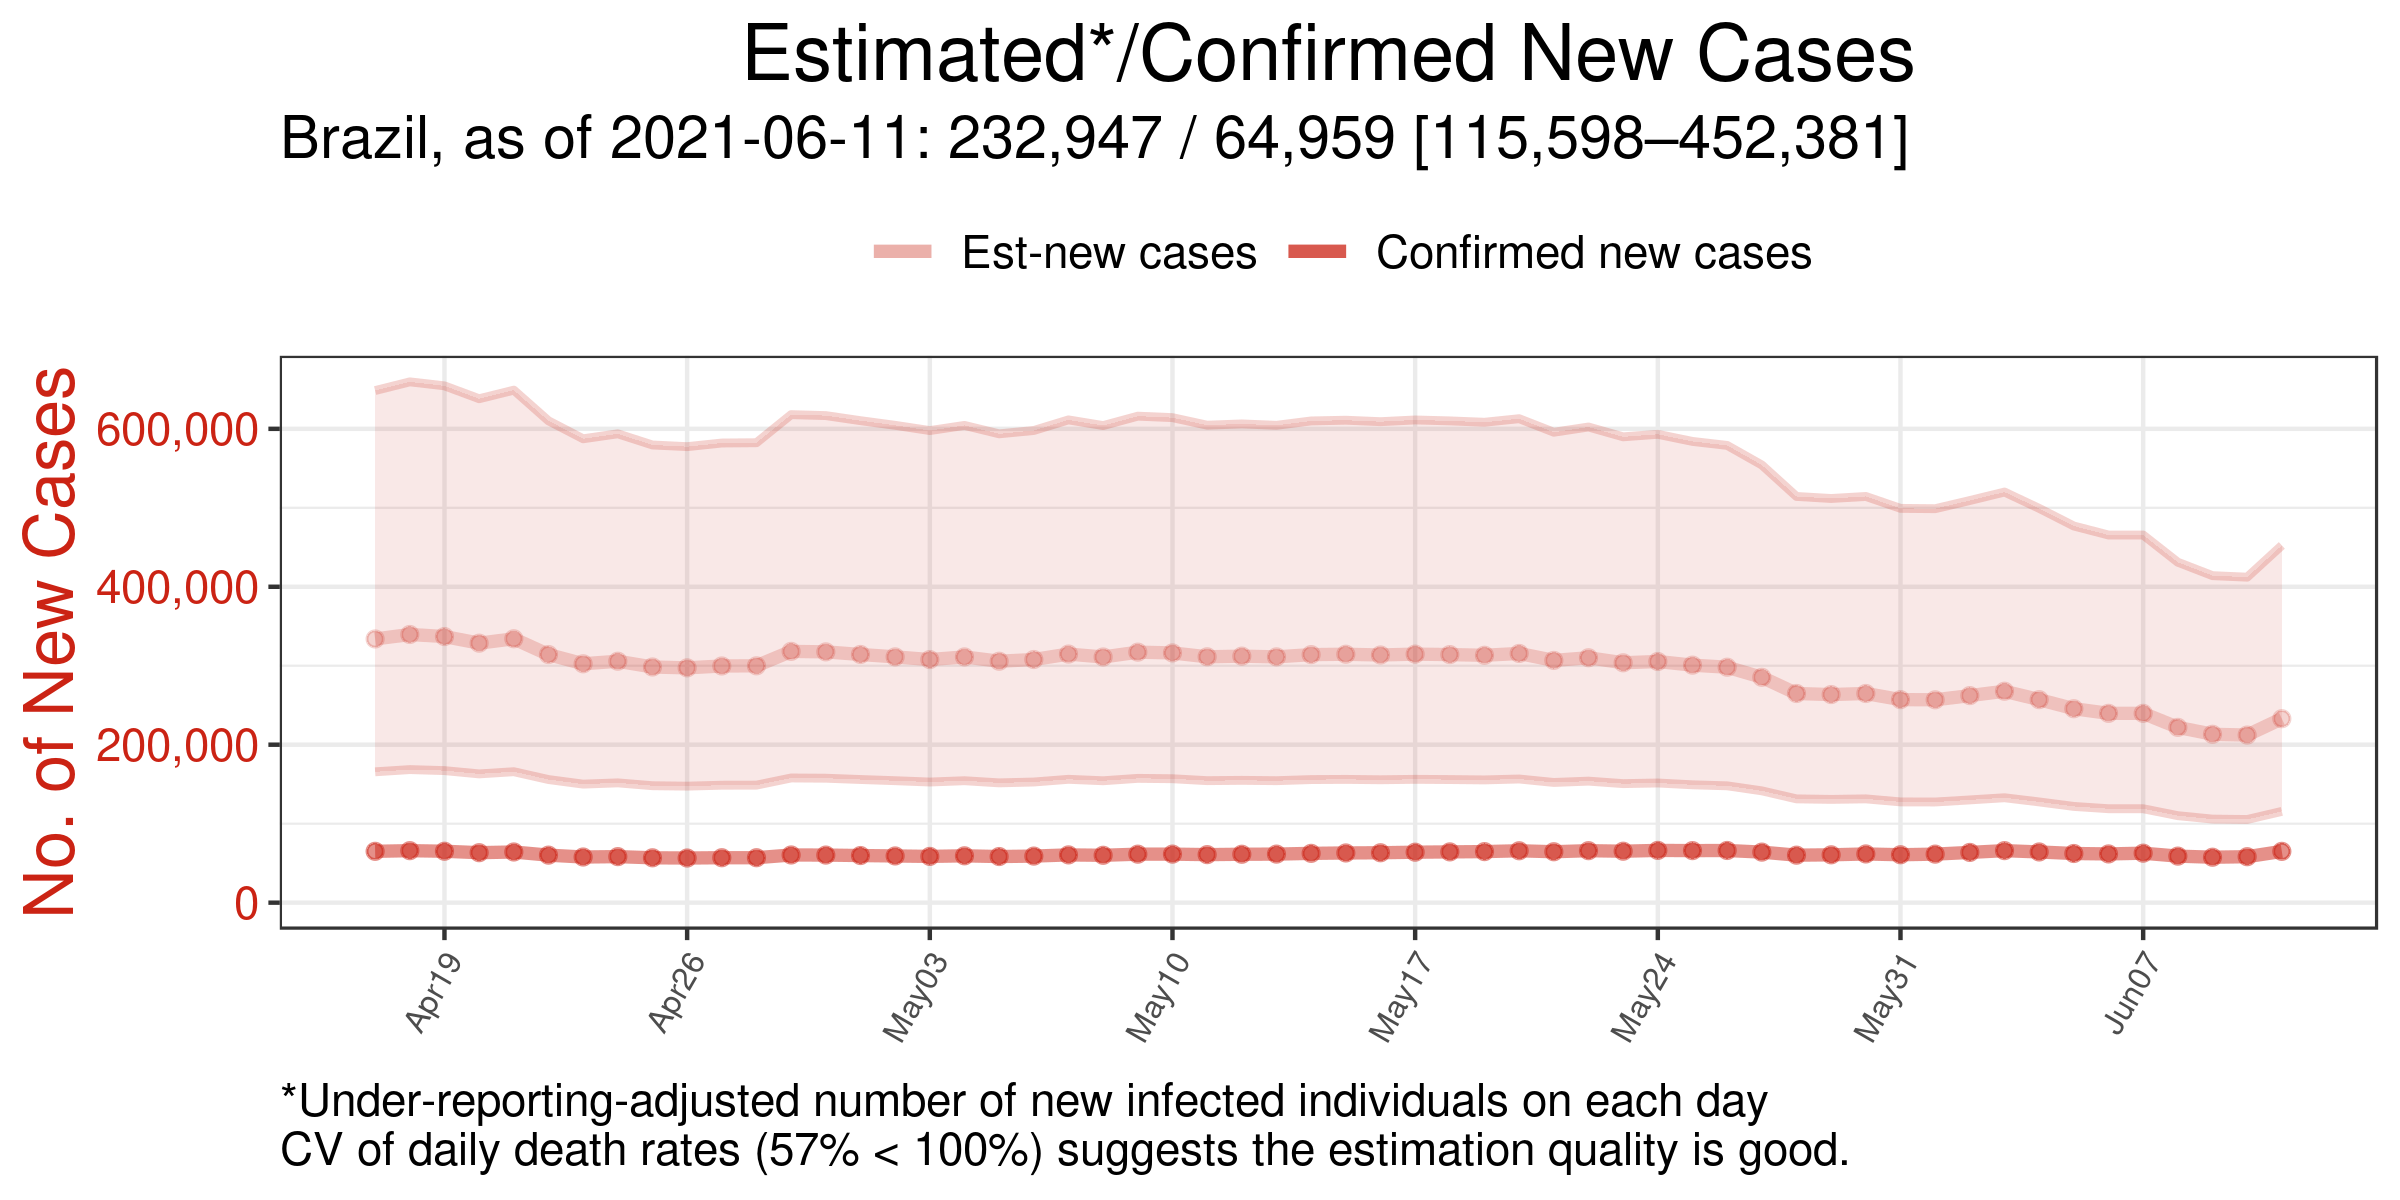 Estimated*/Confirmed New Cases
Brazil, as of 2021-06-11: 232,947 / 64,959 [115,598–452,381]
Est-new cases
Confirmed new cases
No. of New Cases
600,000
400,000
200,000
0
Apr19
Apr26
May03
May10
May17
May24
May31
Jun07
*Under-reporting-adjusted number of new infected individuals on each day
CV of daily death rates (57% < 100%) suggests the estimation quality is good.